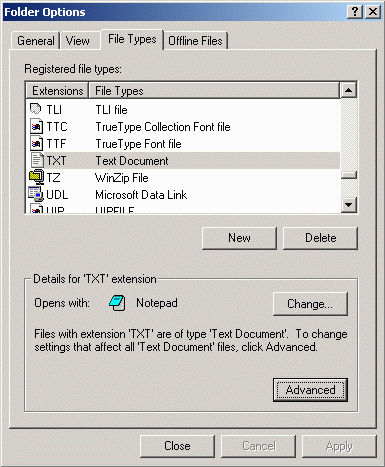 Folder Options
General View File Types Offline Files
Registered file types:
Extensions File Types
TLI TLI file
TTC TrueType Collection Font file
TTF TrueType Font file
TXT Text Document
TZ WinZip File
UDL Microsoft Data Link
UIP UIPFILE
New Delete
Details for 'TXT' extension
Opens with: Notepad Change...
Files with extension 'TXT' are of type 'Text Document'. To change
settings that affect all 'Text Document' files, click Advanced.
Advanced
Close Cancel Apply